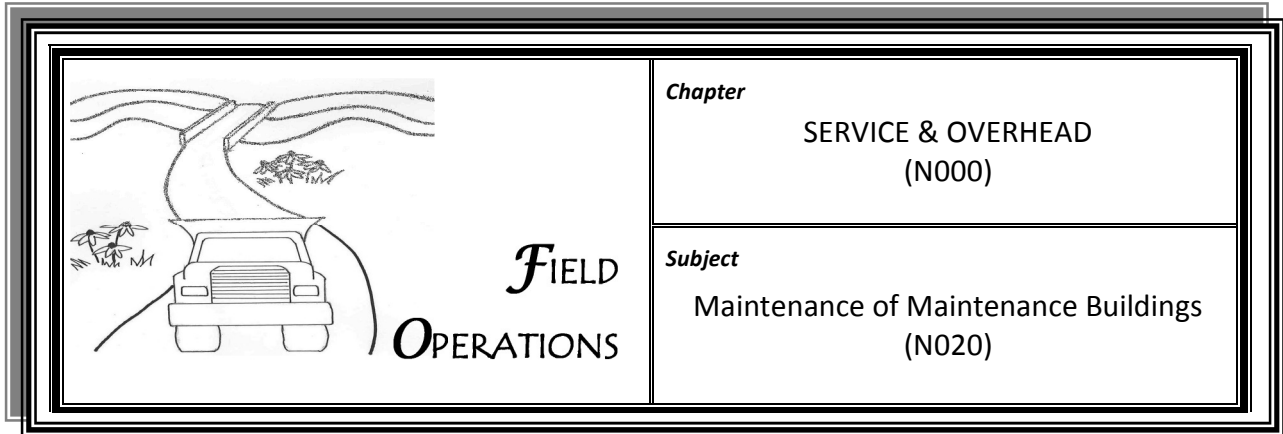 FIELD
OPERATIONS
Chapter
SERVICE & OVERHEAD
(N000)
Subject
Maintenance of Maintenance Buildings
(N020)